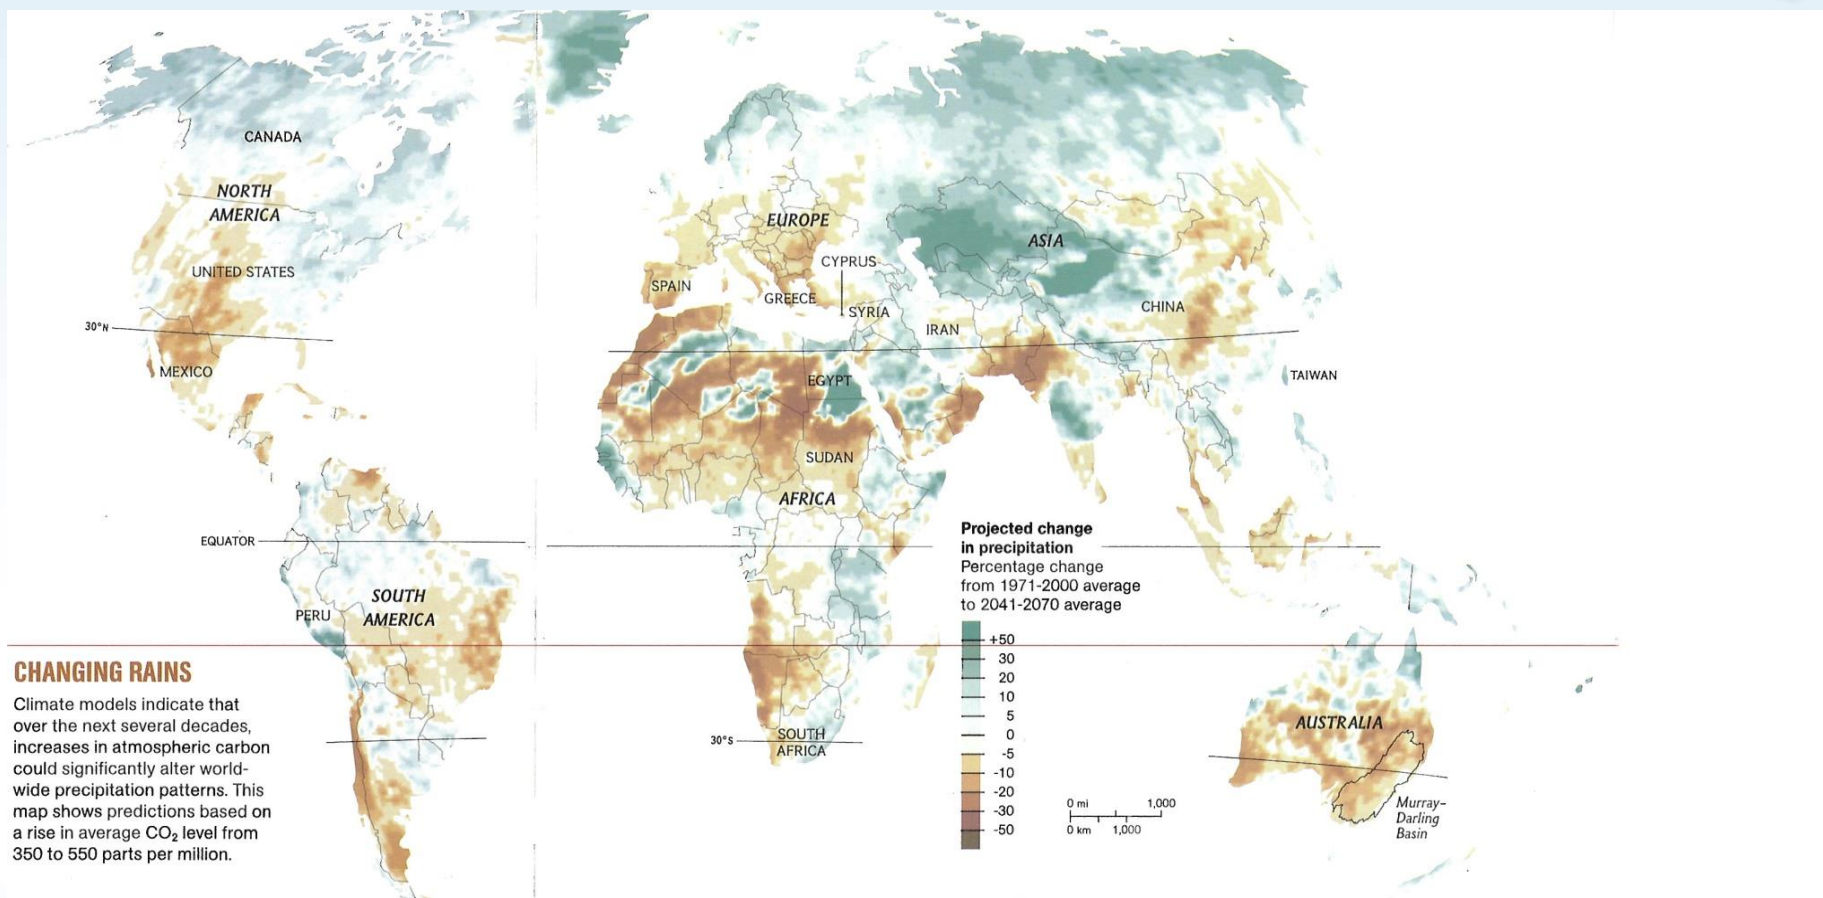 CANADA
NORTH
AMERICA
UNITED STATES
30°N
MEXICO
EQUATOR
SOUTH
AMERICA
PERU
EUROPE
ASIA
CYPRUS
SPAIN
GREECE
SYRIA
IRAN
CHINA
TAIWAN
EGYPT
SUDAN
AFRICA
30°S
SOUTH
AFRICA
AUSTRALIA
Murray-
Darling
Basin
Projected change
in precipitation
Percentage change
from 1971-2000 average
to 2041-2070 average
+50
30
20
10
5
0
-5
-10
-20
-30
-50
0 mi 1,000
0 km 1,000
CHANGING RAINS
Climate models indicate that
over the next several decades,
increases in atmospheric carbon
could significantly alter world-
wide precipitation patterns. This
map shows predictions based on
a rise in average CO₂ level from
350 to 550 parts per million.